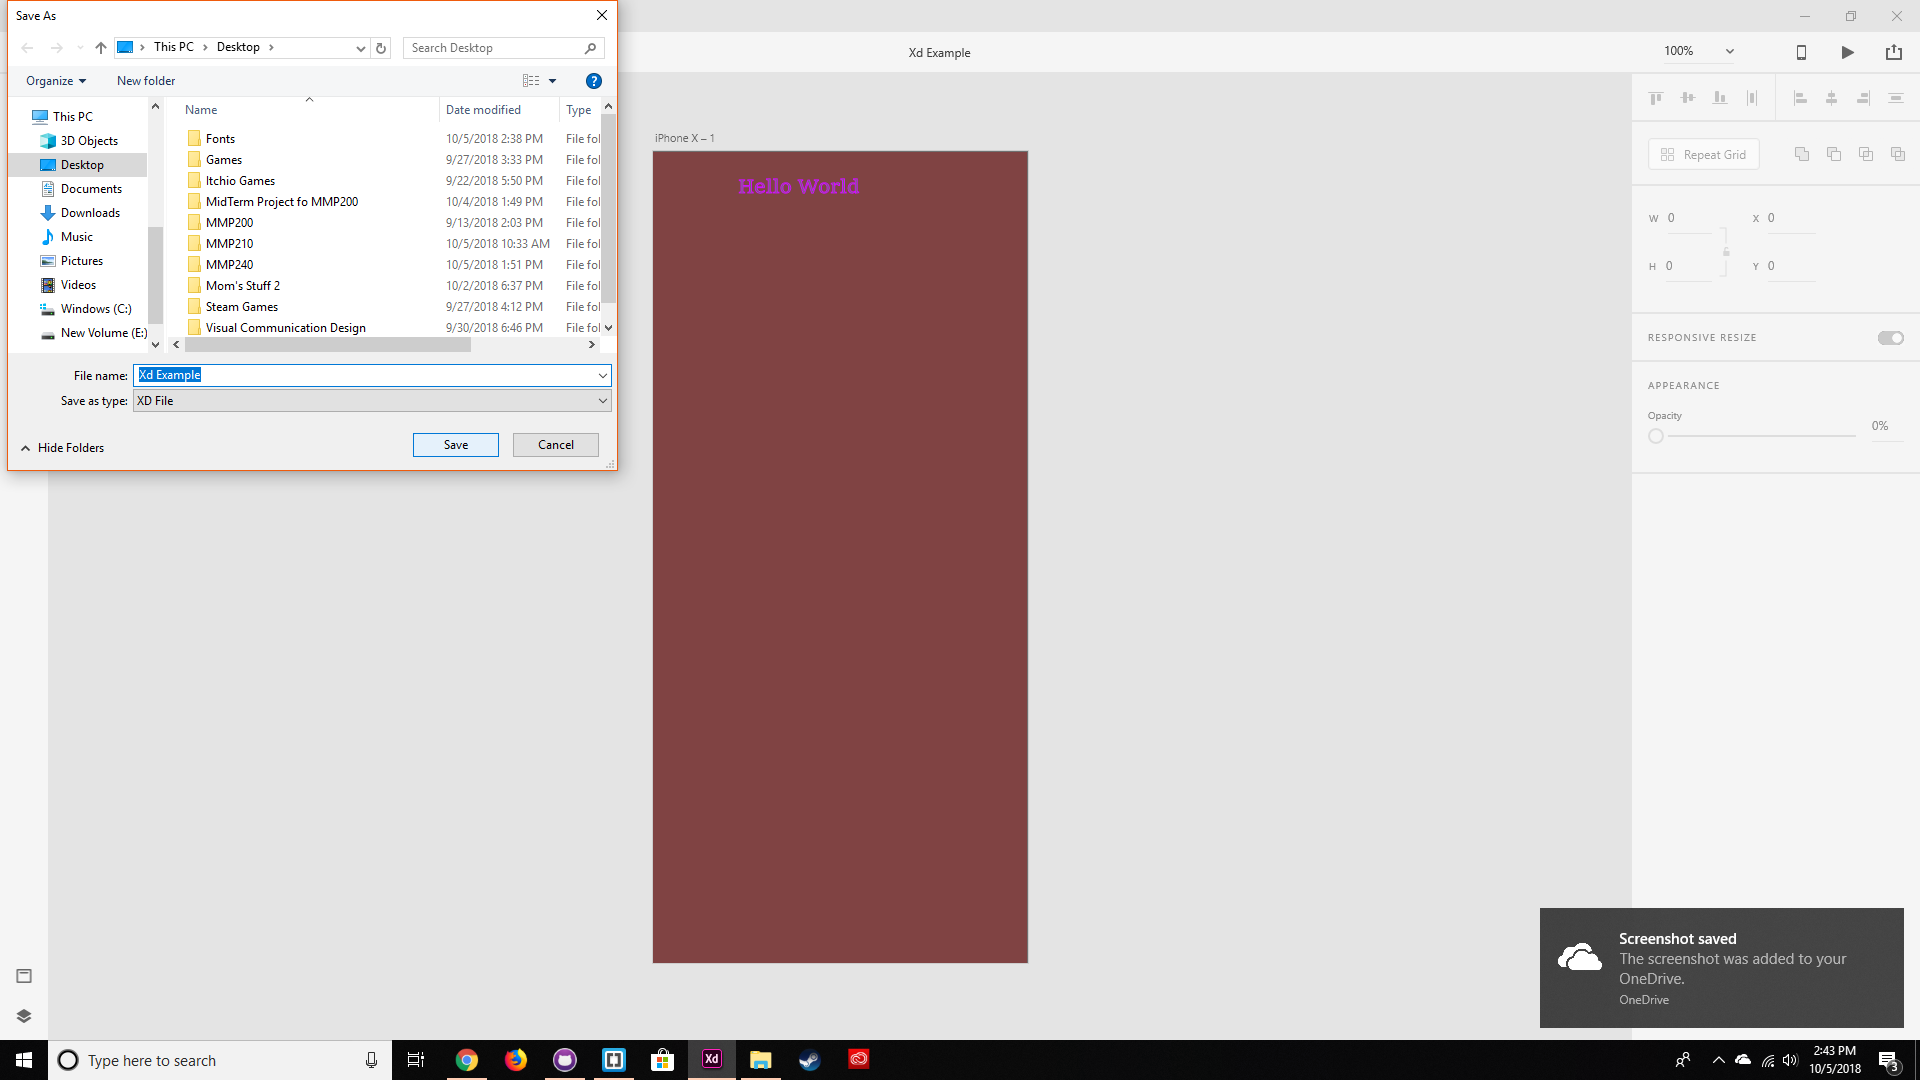 Save As
This PC
Desktop
Search Desktop
Organize
New folder
?
This PC
3D Objects
Desktop
Documents
Downloads
Music
Pictures
Videos
Windows (C:)
New Volume (E:)
Name Date modified Type
Fonts 10/5/2018 2:38 PM File fol
Games 9/27/2018 3:33 PM File fol
Itchio Games 9/22/2018 5:50 PM File fol
MidTerm Project fo MMP200 10/4/2018 1:49 PM File fol
MMP200 9/13/2018 2:03 PM File fol
MMP210 10/5/2018 10:33 AM File fol
MMP240 10/5/2018 1:51 PM File fol
Mom's Stuff 2 10/2/2018 6:37 PM File fol
Steam Games 9/27/2018 4:12 PM File fol
Visual Communication Design 9/30/2018 6:46 PM File fol
File name: Xd Example
Save as type: XD File
Hide Folders
Save
Cancel
Xd Example
100%
iPhone X – 1
Hello World
Repeat Grid
W 0 X 0
H 0 Y 0
RESPONSIVE RESIZE
APPEARANCE
Opacity
0%
Screenshot saved
The screenshot was added to your
OneDrive.
OneDrive
Type here to search
Xd
2:43 PM
10/5/2018
3